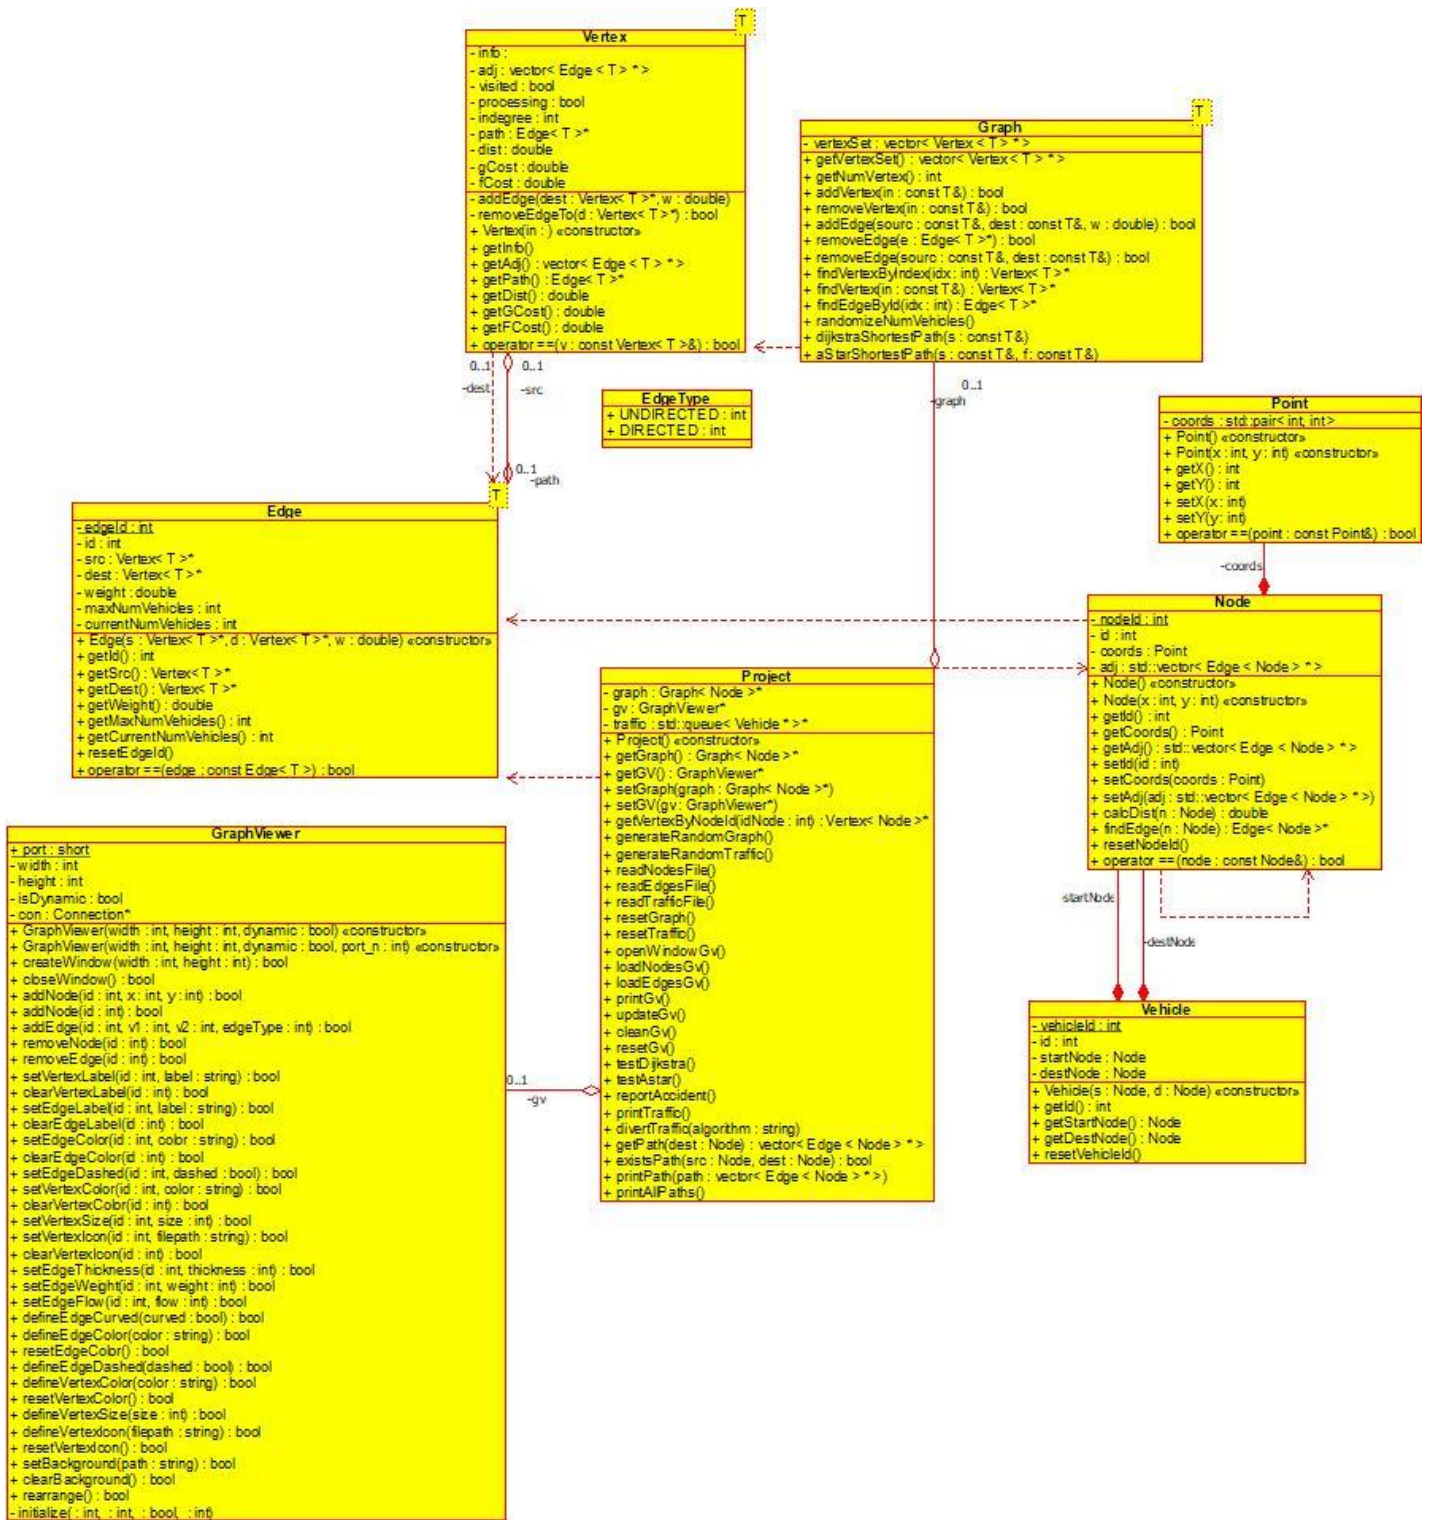 T
Vertex
- info :
- adj : vector< Edge < T > * >
- visited : bool
- processing : bool
- indegree : int
- path : Edge< T >*
- dist : double
- gCost : double
- fCost : double
- addEdge(dest : Vertex< T >*, w : double)
- removeEdgeTo(d : Vertex< T >*) : bool
+ Vertex(in : ) «constructor»
+ getInfo()
+ getAdj() : vector< Edge < T > * >
+ getPath() : Edge< T >*
+ getDist() : double
+ getGCost() : double
+ getFCost() : double
+ operator ==(v : const Vertex< T >&) : bool
T
Graph
- vertexSet : vector< Vertex < T > * >
+ getVertexSet() : vector< Vertex < T > * >
+ getNumVertex() : int
+ addVertex(in : const T&) : bool
+ removeVertex(in : const T&) : bool
+ addEdge(sourc : const T&, dest : const T&, w : double) : bool
+ removeEdge(e : Edge< T >*) : bool
+ removeEdge(sourc : const T&, dest : const T&) : bool
+ findVertexByIndex(idx : int) : Vertex< T >*
+ findVertex(in : const T&) : Vertex< T >*
+ findEdgeById(idx : int) : Edge< T >*
+ randomizeNumVehicles()
+ dijkstraShortestPath(s : const T&)
+ aStarShortestPath(s : const T&, f: const T&)
0..1
-dest
0..1
-src
0..1
-path
0..1
-graph
EdgeType
+ UNDIRECTED : int
+ DIRECTED : int
Point
- coords : std::pair< int, int>
+ Point() «constructor»
+ Point(x : int, y : int) «constructor»
+ getX() : int
+ getY() : int
+ setX(x : int)
+ setY(y : int)
+ operator ==(point : const Point&) : bool
-coords
T
Edge
- edgeId : int
- id : int
- src : Vertex< T >*
- dest : Vertex< T >*
- weight : double
- maxNumVehicles : int
- currentNumVehicles : int
+ Edge(s : Vertex< T >*, d : Vertex< T >*, w : double) «constructor»
+ getId() : int
+ getSrc() : Vertex< T >*
+ getDest() : Vertex< T >*
+ getWeight() : double
+ getMaxNumVehicles() : int
+ getCurrentNumVehicles() : int
+ resetEdgeId()
+ operator ==(edge : const Edge< T >) : bool
Node
- nodeId : int
- id : int
- coords : Point
- adj : std::vector< Edge < Node > * >
+ Node() «constructor»
+ Node(x : int, y : int) «constructor»
+ getId() : int
+ getCoords() : Point
+ getAdj() : std::vector< Edge < Node > * >
+ setId(id : int)
+ setCoords(coords : Point)
+ setAdj(adj : std::vector< Edge < Node > * >)
+ calcDist(n : Node) : double
+ findEdge(n : Node) : Edge< Node >*
+ resetNodeId()
+ operator ==(node : const Node&) : bool
-startNode
-destNode
Project
- graph : Graph< Node >*
- gv : GraphViewer*
- traffic : std::queue< Vehicle * >*
+ Project() «constructor»
+ getGraph() : Graph< Node >*
+ getGV() : GraphViewer*
+ setGraph(graph : Graph< Node >*)
+ setGV(gv : GraphViewer*)
+ getVertexByNodeId(idNode : int) : Vertex< Node >*
+ generateRandomGraph()
+ generateRandomTraffic()
+ readNodesFile()
+ readEdgesFile()
+ readTrafficFile()
+ resetGraph()
+ resetTraffic()
+ openWindowGv()
+ loadNodesGv()
+ loadEdgesGv()
+ printGv()
+ updateGv()
+ cleanGv()
+ resetGv()
+ testDijkstra()
+ testAstar()
+ reportAccident()
+ printTraffic()
+ divertTraffic(algorithm : string)
+ getPath(dest : Node) : vector< Edge < Node > * >
+ existsPath(src : Node, dest : Node) : bool
+ printPath(path : vector< Edge < Node > * >)
+ printAllPaths()
0..1
-gv
GraphViewer
+ port : short
- width : int
- height : int
- isDynamic : bool
- con : Connection*
+ GraphViewer(width : int, height : int, dynamic : bool) «constructor»
+ GraphViewer(width : int, height : int, dynamic : bool, port_n : int) «constructor»
+ createWindow(width : int, height : int) : bool
+ closeWindow() : bool
+ addNode(id : int, x : int, y : int) : bool
+ addNode(id : int) : bool
+ addEdge(id : int, v1 : int, v2 : int, edgeType : int) : bool
+ removeNode(id : int) : bool
+ removeEdge(id : int) : bool
+ setVertexLabel(id : int, label : string) : bool
+ clearVertexLabel(id : int) : bool
+ setEdgeLabel(id : int, label : string) : bool
+ clearEdgeLabel(id : int) : bool
+ setEdgeColor(id : int, color : string) : bool
+ clearEdgeColor(id : int) : bool
+ setEdgeDashed(id : int, dashed : bool) : bool
+ setVertexColor(id : int, color : string) : bool
+ clearVertexColor(id : int) : bool
+ setVertexSize(id : int, size : int) : bool
+ setVertexIcon(id : int, filepath : string) : bool
+ clearVertexIcon(id : int) : bool
+ setEdgeThickness(id : int, thickness : int) : bool
+ setEdgeWeight(id : int, weight : int) : bool
+ setEdgeFlow(id : int, flow : int) : bool
+ defineEdgeCurved(curved : bool) : bool
+ defineEdgeColor(color : string) : bool
+ resetEdgeColor() : bool
+ defineEdgeDashed(dashed : bool) : bool
+ defineVertexColor(color : string) : bool
+ resetVertexColor() : bool
+ defineVertexSize(size : int) : bool
+ defineVertexIcon(filepath : string) : bool
+ resetVertexIcon() : bool
+ setBackground(path : string) : bool
+ clearBackground() : bool
+ rearrange() : bool
- initialize( : int, : int, : bool, : int)
Vehicle
- vehicleId : int
- id : int
- startNode : Node
- destNode : Node
+ Vehicle(s : Node, d : Node) «constructor»
+ getId() : int
+ getStartNode() : Node
+ getDestNode() : Node
+ resetVehicleId()